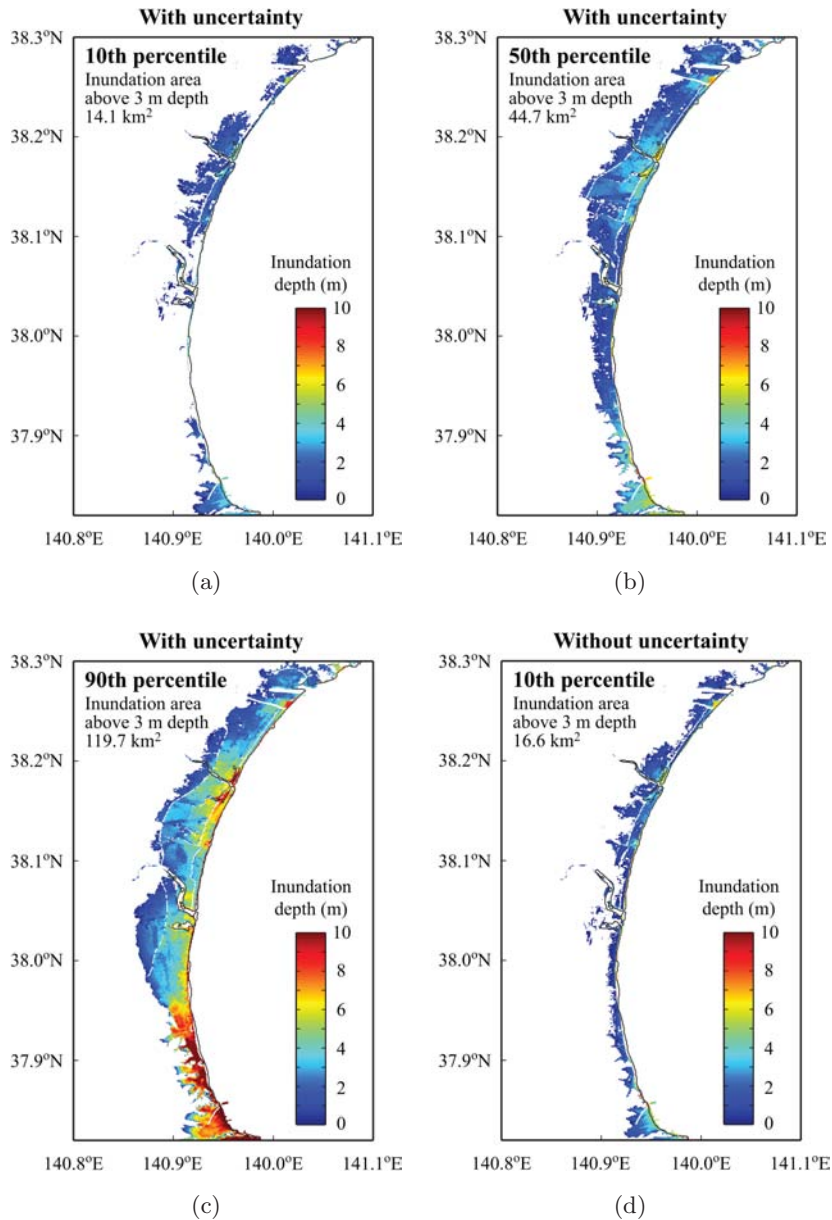 With uncertainty
10th percentile
Inundation area
above 3 m depth
14.1 km²
38.3°N
38.2°N
38.1°N
38.0°N
37.9°N
Inundation
depth (m)
10
8
6
4
2
0
140.8°E 140.9°E 140.0°E 141.1°E
(a)
With uncertainty
50th percentile
Inundation area
above 3 m depth
44.7 km²
38.3°N
38.2°N
38.1°N
38.0°N
37.9°N
Inundation
depth (m)
10
8
6
4
2
0
140.8°E 140.9°E 140.0°E 141.1°E
(b)
With uncertainty
90th percentile
Inundation area
above 3 m depth
119.7 km²
38.3°N
38.2°N
38.1°N
38.0°N
37.9°N
Inundation
depth (m)
10
8
6
4
2
0
140.8°E 140.9°E 140.0°E 141.1°E
(c)
Without uncertainty
10th percentile
Inundation area
above 3 m depth
16.6 km²
38.3°N
38.2°N
38.1°N
38.0°N
37.9°N
Inundation
depth (m)
10
8
6
4
2
0
140.8°E 140.9°E 140.0°E 141.1°E
(d)